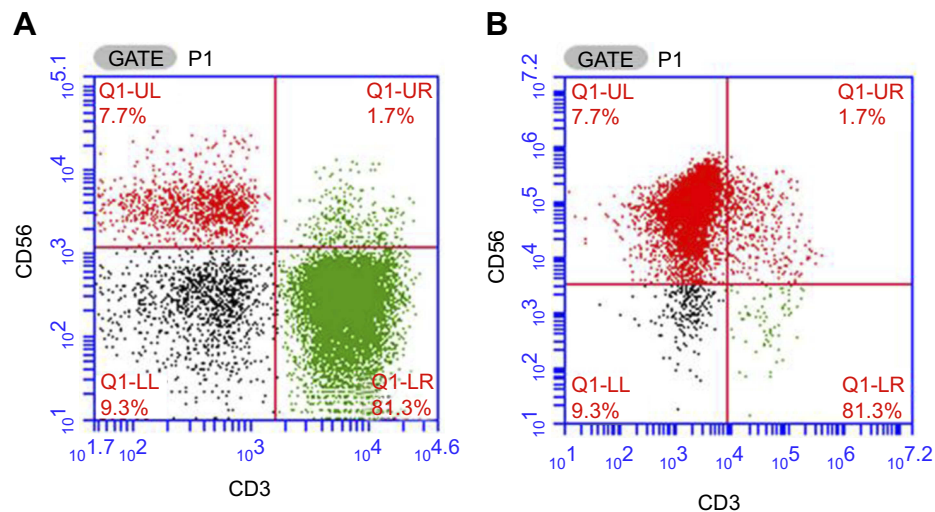 A
GATE P1
10^5.1
Q1-UL
7.7%
Q1-UR
1.7%
10^4
10^3
10^2
10^1
CD56
Q1-LL
9.3%
Q1-LR
81.3%
10^1.7 10^2 10^3 10^4 10^4.6
CD3
B
GATE P1
10^7.2
Q1-UL
7.7%
Q1-UR
1.7%
10^6
10^5
10^4
10^3
10^2
10^1
CD56
Q1-LL
9.3%
Q1-LR
81.3%
10^1 10^2 10^3 10^4 10^5 10^6 10^7.2
CD3